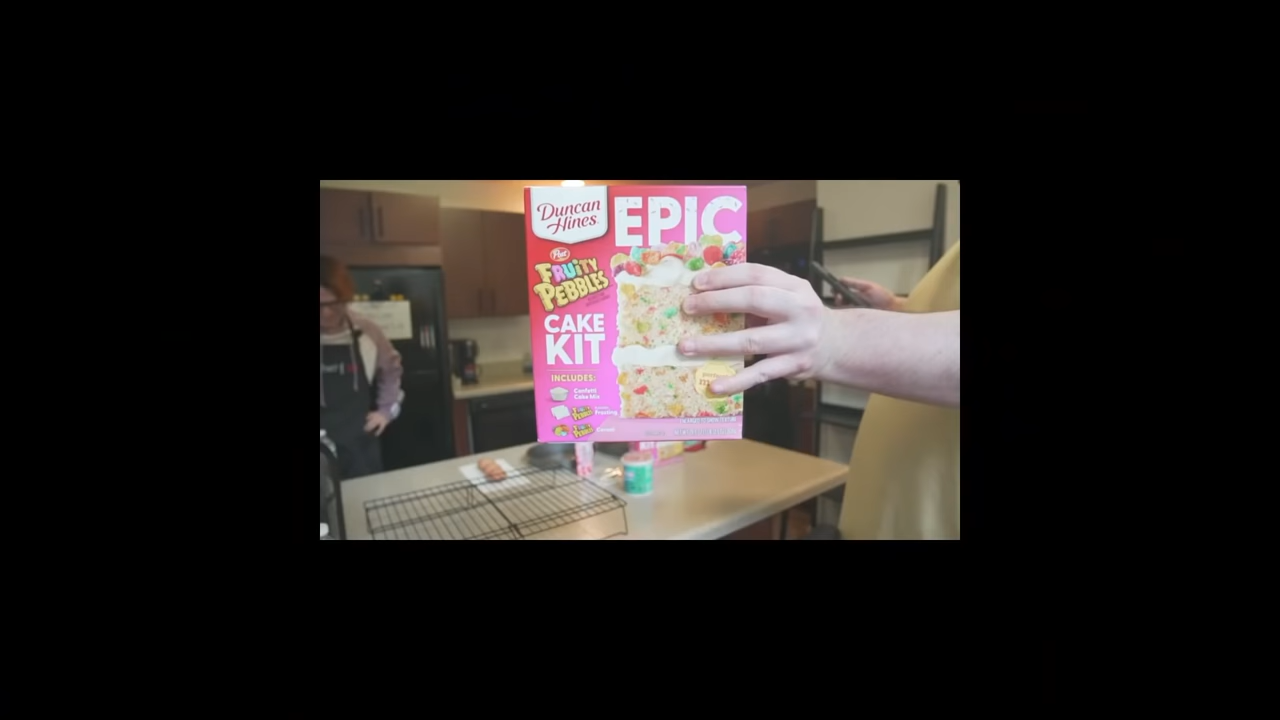 Duncan
Hines
EPIC
Post
FRUITY
PEBBLES
CAKE
KIT
INCLUDES:
Confetti
Cake Mix
Frosting
Cereal